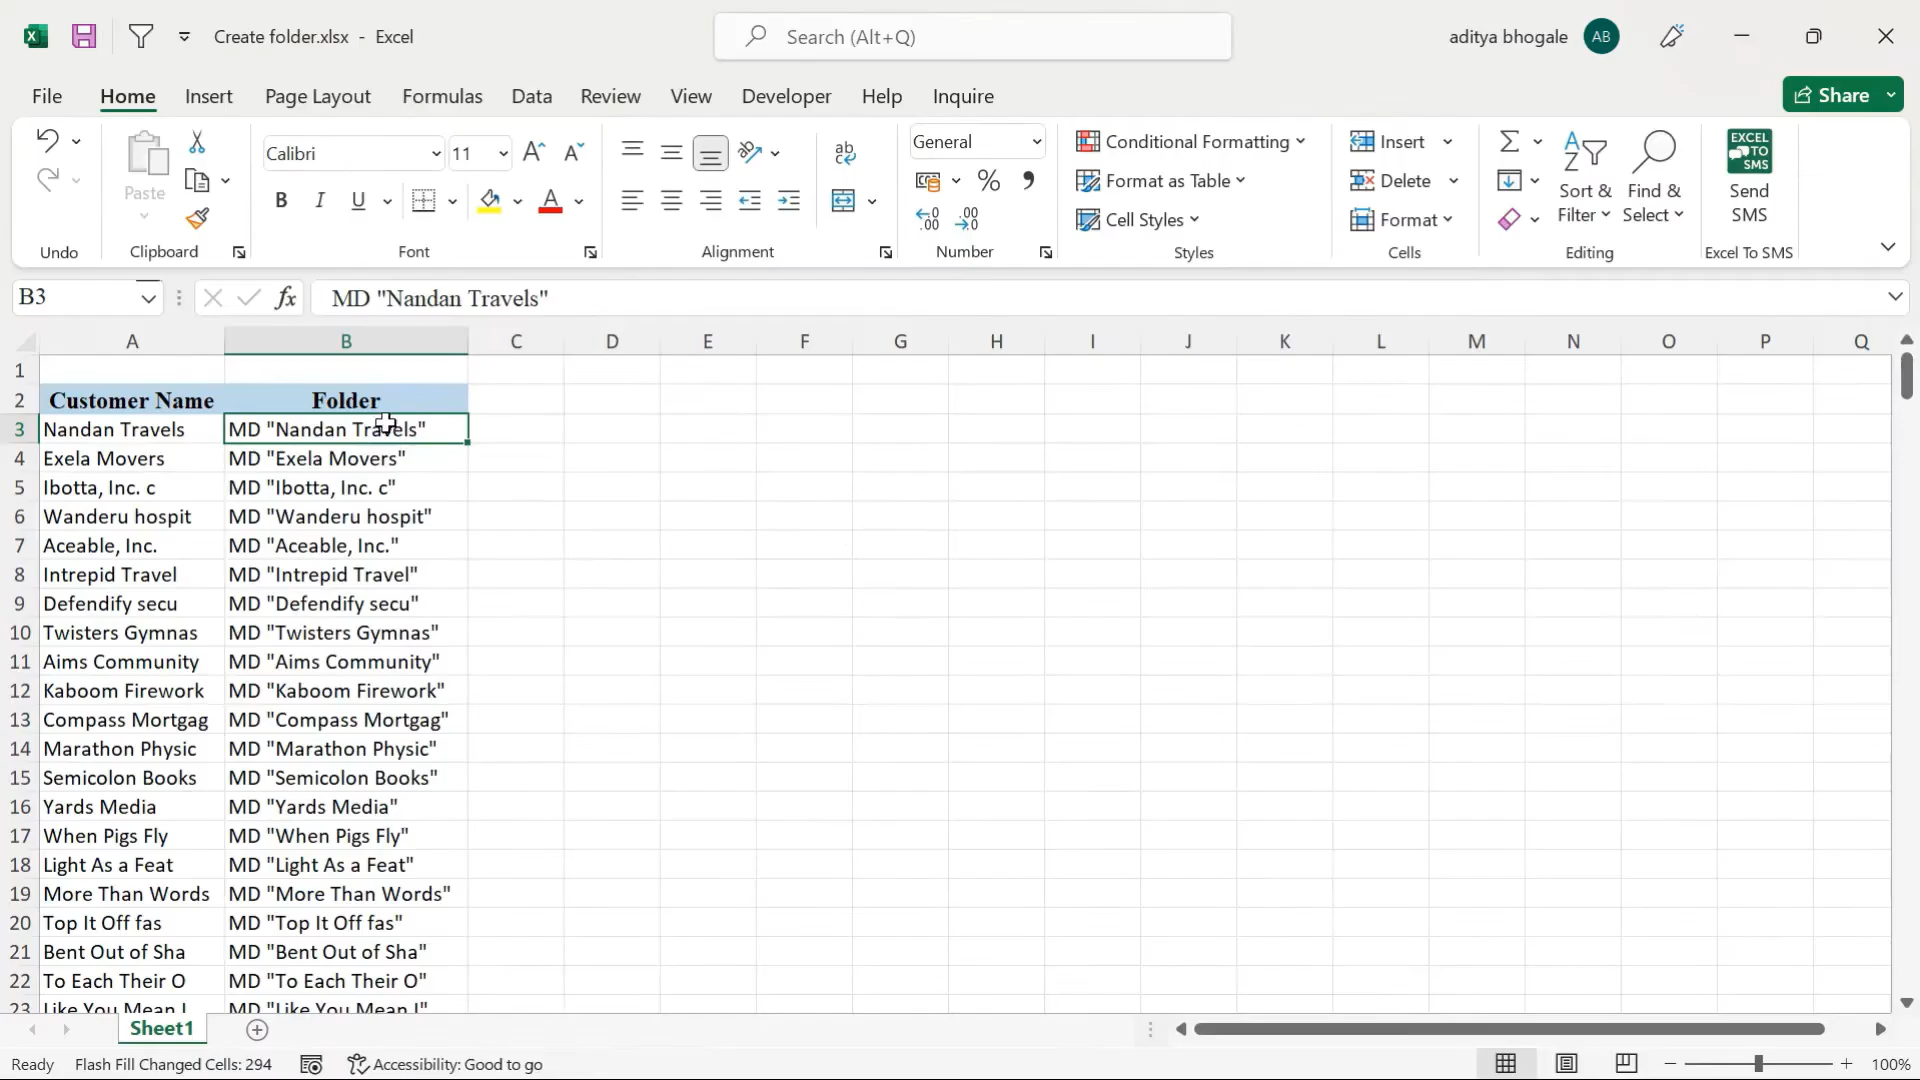 Create folder.xlsx - Excel
Search (Alt+Q)
aditya bhogale AB
File Home Insert Page Layout Formulas Data Review View Developer Help Inquire Share
Paste
Calibri 11
B I U
General
Conditional Formatting
Format as Table
Cell Styles
Insert
Delete
Format
Sort & Filter
Find & Select
EXCEL TO SMS
Send SMS
Undo Clipboard Font Alignment Number Styles Cells Editing Excel To SMS
B3 fx MD "Nandan Travels"
A B C D E F G H I J K L M N O P Q
1
2 Customer Name Folder
3 Nandan Travels MD "Nandan Travels"
4 Exela Movers MD "Exela Movers"
5 Ibotta, Inc. c MD "Ibotta, Inc. c"
6 Wanderu hospit MD "Wanderu hospit"
7 Aceable, Inc. MD "Aceable, Inc."
8 Intrepid Travel MD "Intrepid Travel"
9 Defendify secu MD "Defendify secu"
10 Twisters Gymnas MD "Twisters Gymnas"
11 Aims Community MD "Aims Community"
12 Kaboom Firework MD "Kaboom Firework"
13 Compass Mortgag MD "Compass Mortgag"
14 Marathon Physic MD "Marathon Physic"
15 Semicolon Books MD "Semicolon Books"
16 Yards Media MD "Yards Media"
17 When Pigs Fly MD "When Pigs Fly"
18 Light As a Feat MD "Light As a Feat"
19 More Than Words MD "More Than Words"
20 Top It Off fas MD "Top It Off fas"
21 Bent Out of Sha MD "Bent Out of Sha"
22 To Each Their O MD "To Each Their O"
23 Like You Mean I MD "Like You Mean I"
Sheet1
Ready Flash Fill Changed Cells: 294 Accessibility: Good to go 100%